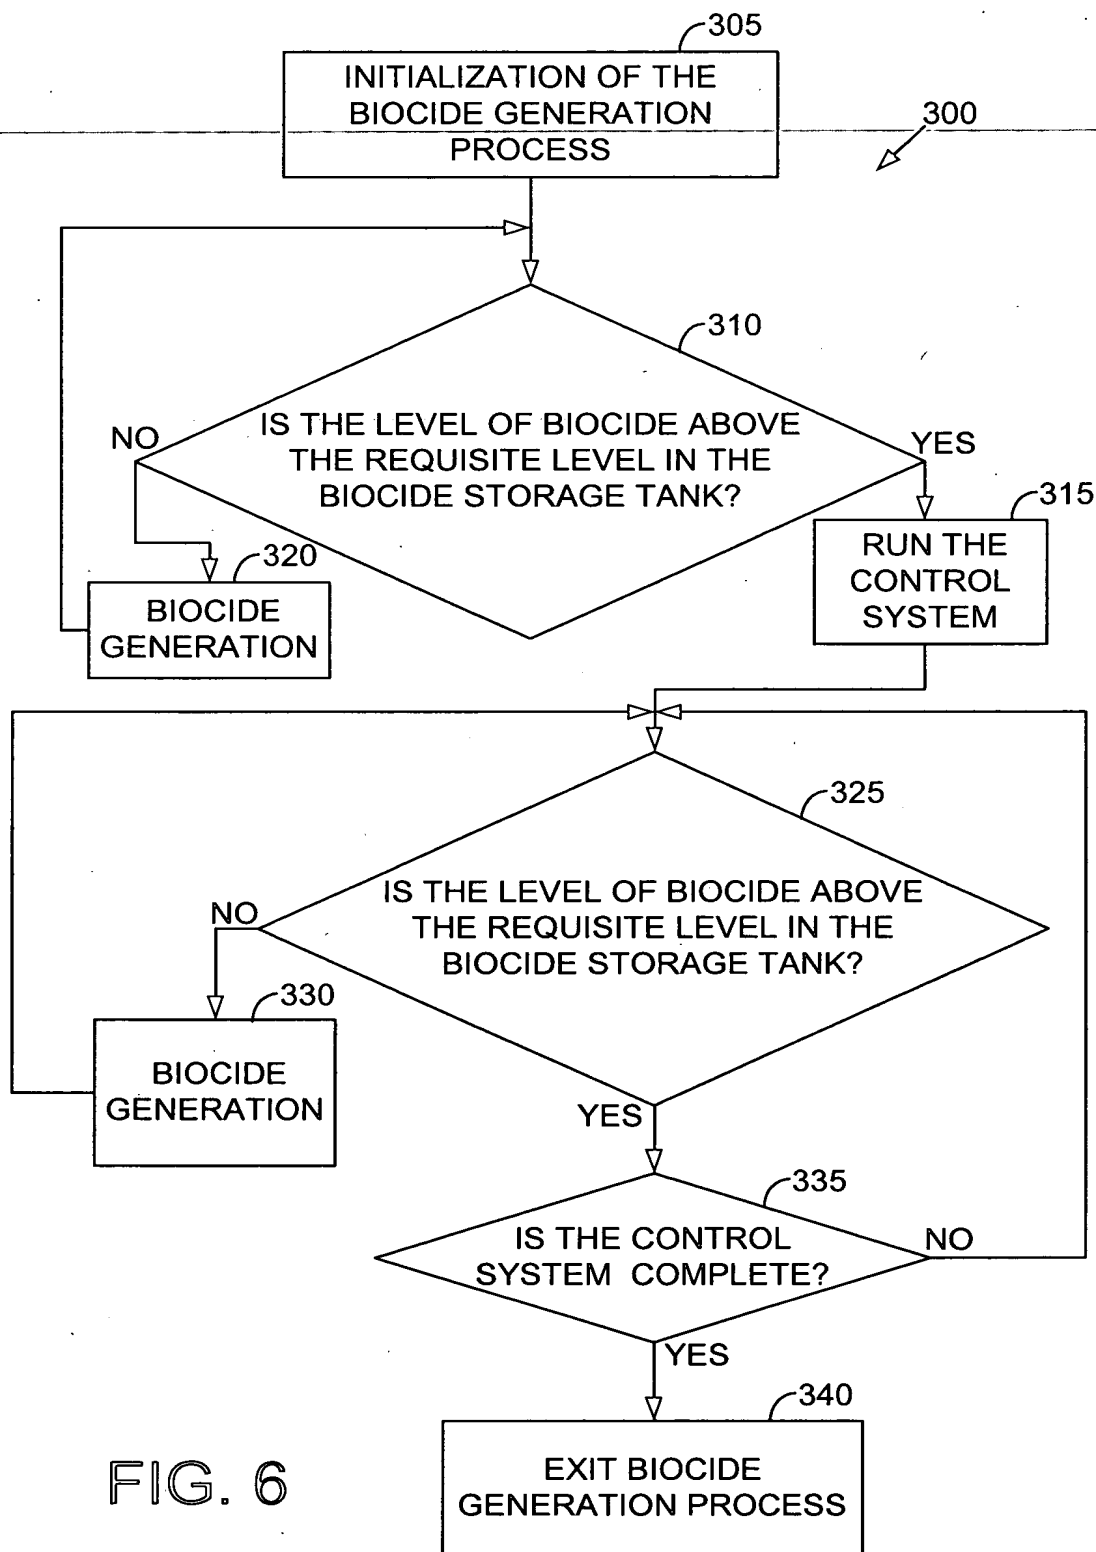 305
INITIALIZATION OF THE
BIOCIDE GENERATION
PROCESS
300
310
IS THE LEVEL OF BIOCIDE ABOVE
THE REQUISITE LEVEL IN THE
BIOCIDE STORAGE TANK?
NO
YES
315
RUN THE
CONTROL
SYSTEM
320
BIOCIDE
GENERATION
325
IS THE LEVEL OF BIOCIDE ABOVE
THE REQUISITE LEVEL IN THE
BIOCIDE STORAGE TANK?
NO
330
BIOCIDE
GENERATION
YES
335
IS THE CONTROL
SYSTEM COMPLETE?
NO
YES
340
EXIT BIOCIDE
GENERATION PROCESS
FIG. 6